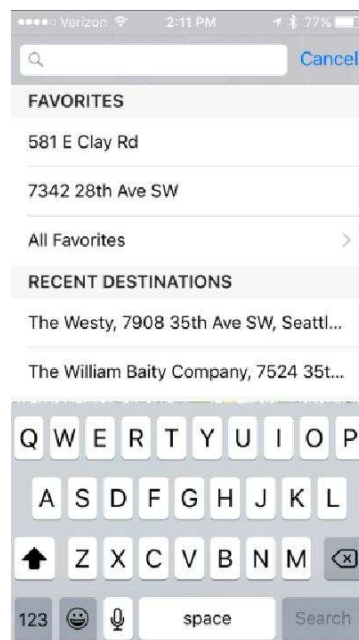 Verizon 2:11 PM 77%
Cancel
FAVORITES
581 E Clay Rd
7342 28th Ave SW
All Favorites
RECENT DESTINATIONS
The Westy, 7908 35th Ave SW, Seattl...
The William Baity Company, 7524 35t...
Q W E R T Y U I O P
A S D F G H J K L
Z X C V B N M
123 space Search